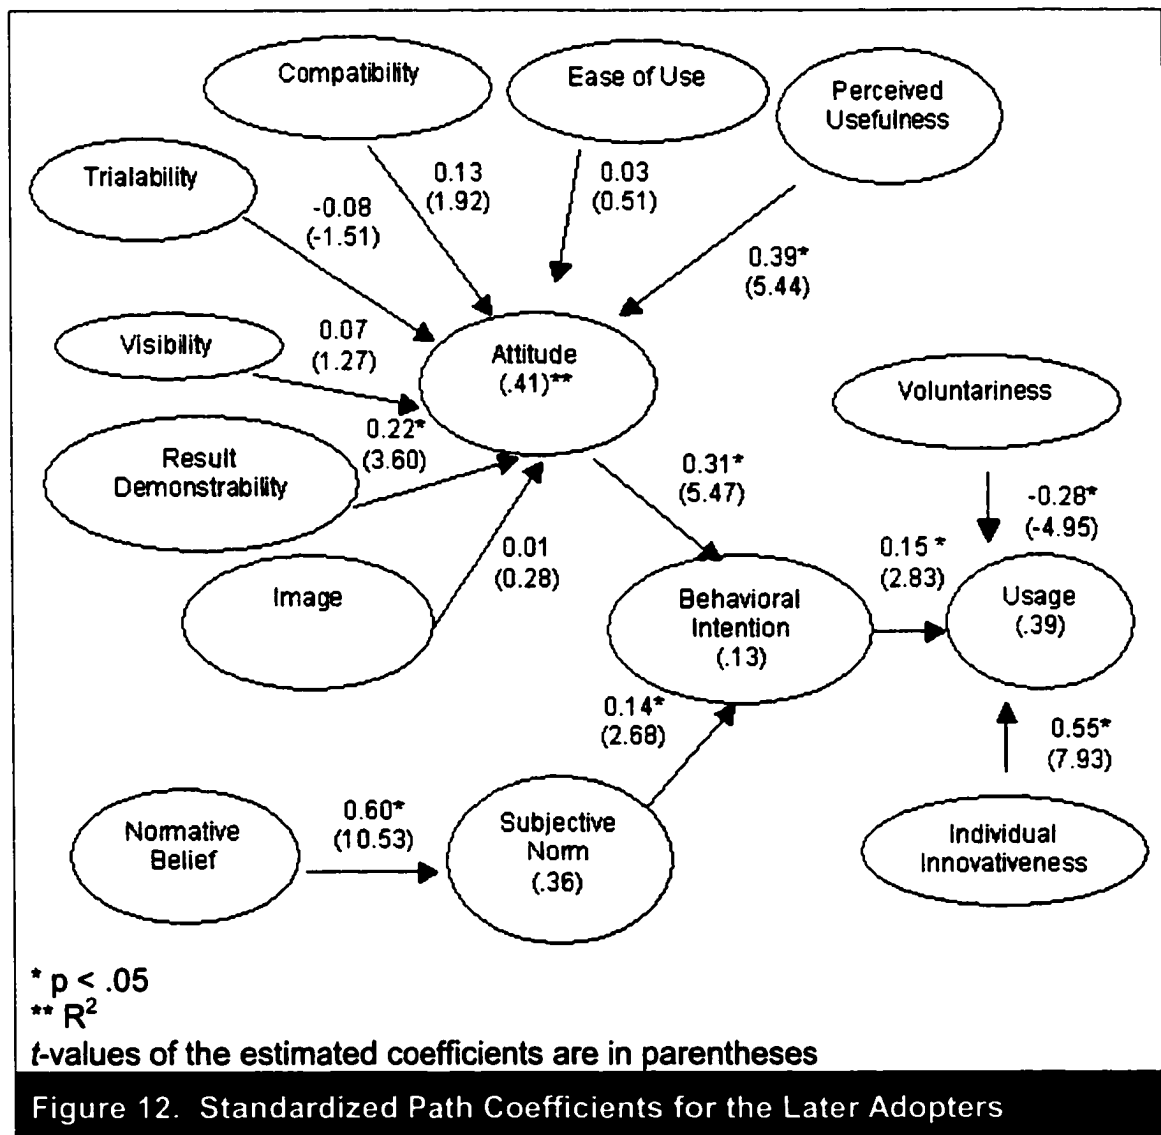 Compatibility
Ease of Use
Perceived
Usefulness
Trialability
0.13
(1.92)
0.03
(0.51)
-0.08
(-1.51)
0.39*
(5.44)
Visibility
0.07
(1.27)
Attitude
(.41)**
Voluntariness
Result
Demonstrability
0.22*
(3.60)
0.31*
(5.47)
-0.28*
(-4.95)
Image
0.01
(0.28)
0.15 *
(2.83)
Behavioral
Intention
(.13)
Usage
(.39)
0.14*
(2.68)
0.55*
(7.93)
Normative
Belief
0.60*
(10.53)
Subjective
Norm
(.36)
Individual
Innovativeness
* p < .05
** R²
t-values of the estimated coefficients are in parentheses
Figure 12. Standardized Path Coefficients for the Later Adopters